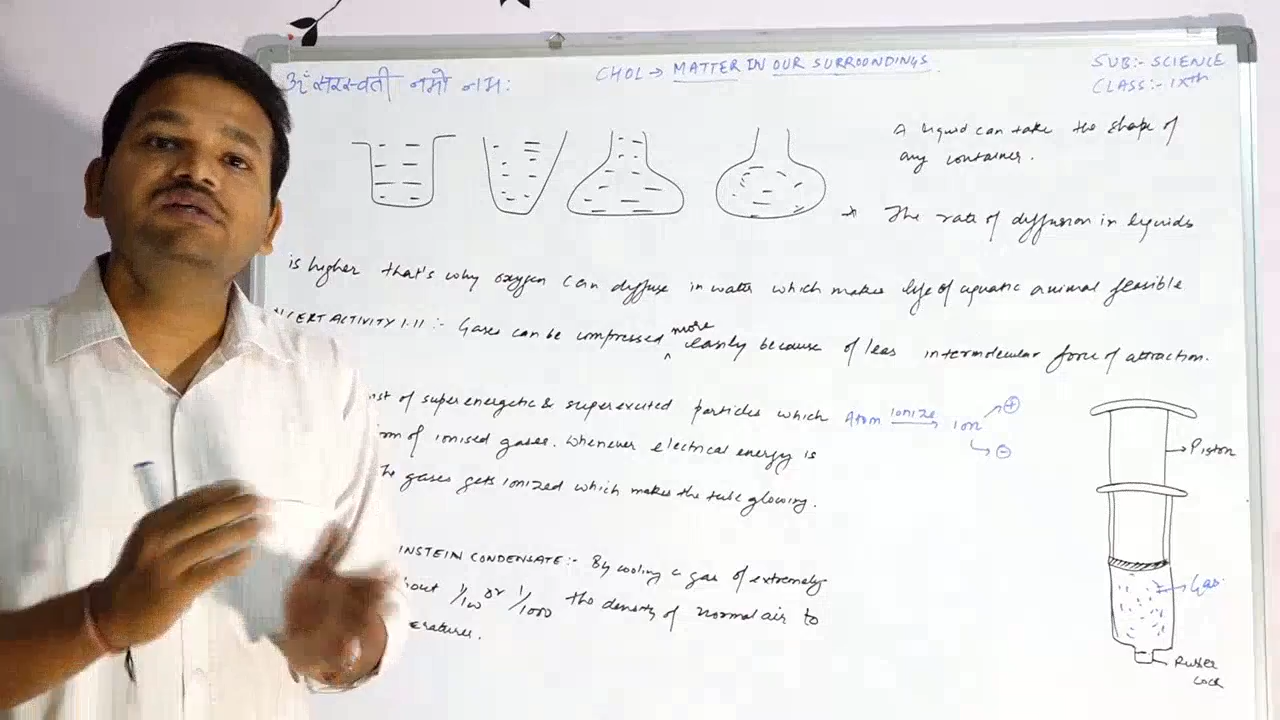 ॐ सरस्वती नमो नमः
CH01 → MATTER IN OUR SURROUNDINGS
SUB:- SCIENCE
CLASS:- IXth
A liquid can take the shape of
any container.
* The rate of diffusion in liquids
is higher that's why oxygen can diffuse in water which makes life of aquatic animal feasible
NCERT ACTIVITY 1.11 :- Gases can be compressed more easily because of less intermolecular force of attraction.
of superenergetic & superexcited particles which
of ionised gases. Whenever electrical energy is
gases gets ionized which makes the tube glowing.
Atom ionize ion
+
-
Piston
Gas.
Rubber
Cock
INSTEIN CONDENSATE:- By cooling a gas of extremely
1/100 or 1/1000 the density of normal air to